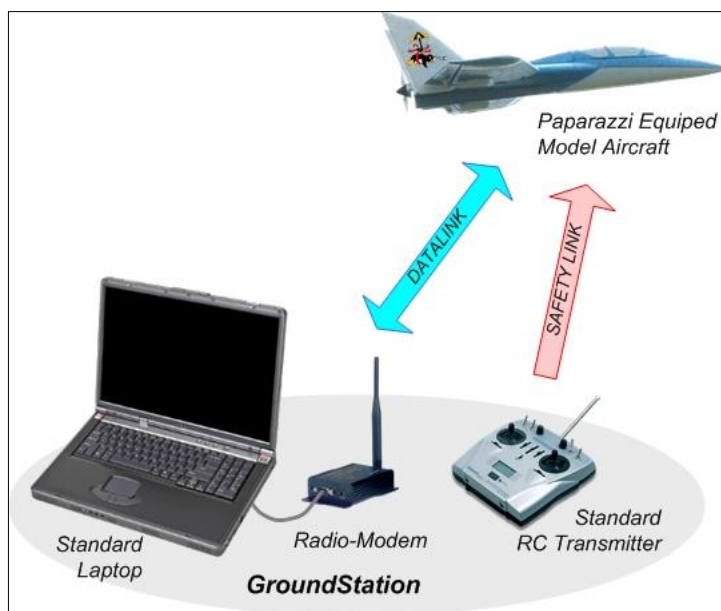 Paparazzi Equiped
Model Aircraft
DATALINK
SAFETY LINK
Standard
Laptop
Radio-Modem
Standard
RC Transmitter
GroundStation